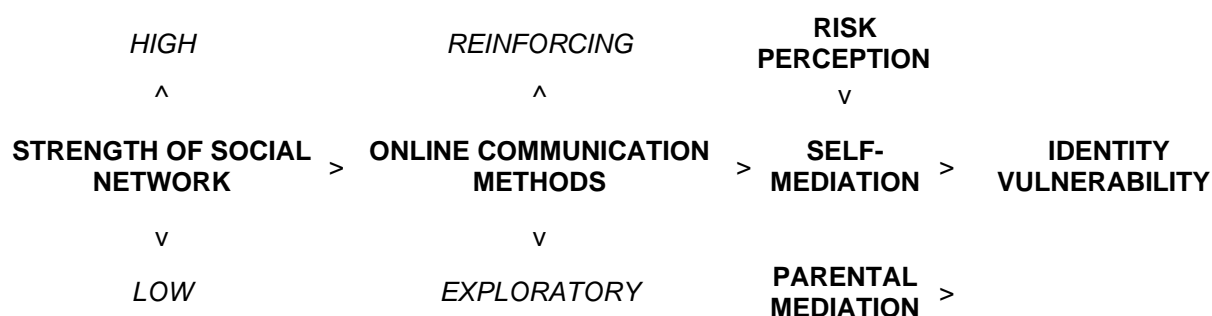 HIGH REINFORCING RISK PERCEPTION
^ ^ v
STRENGTH OF SOCIAL NETWORK > ONLINE COMMUNICATION METHODS > SELF-MEDIATION > IDENTITY VULNERABILITY
v v
LOW EXPLORATORY PARENTAL MEDIATION >